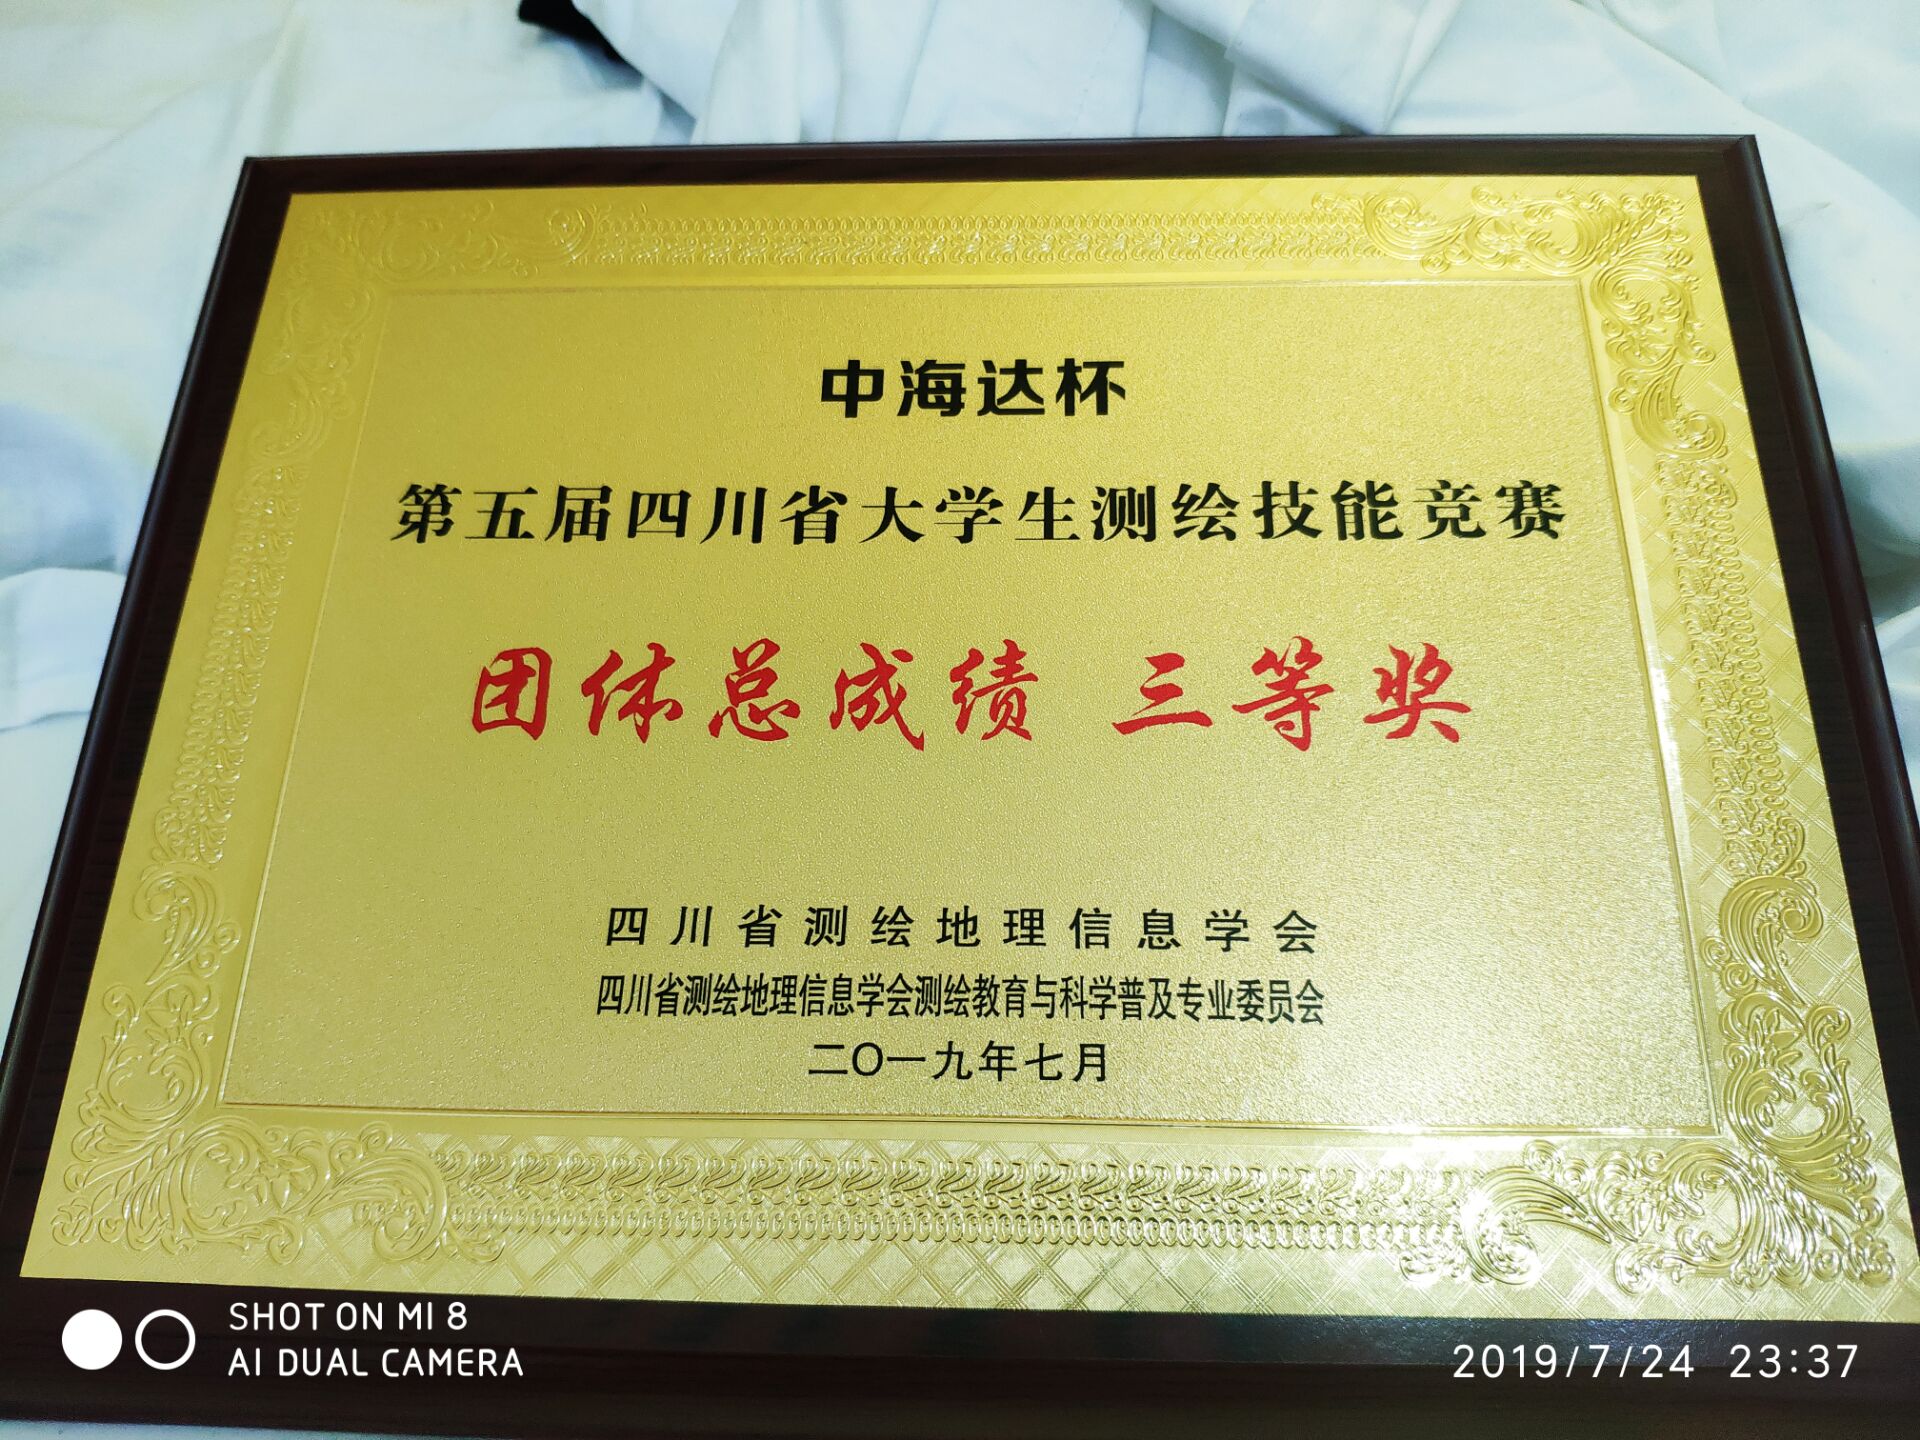 中海达杯
第五届四川省大学生测绘技能竞赛
团体总成绩 三等奖
四川省测绘地理信息学会
四川省测绘地理信息学会测绘教育与科学普及专业委员会
二〇一九年七月
SHOT ON MI 8
AI DUAL CAMERA
2019/7/24 23:37